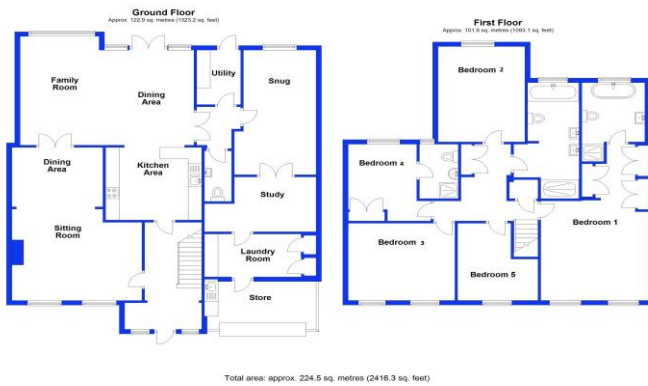 Ground Floor
Approx. 122.9 sq. metres (1323.2 sq. feet)
Family
Room
Dining
Area
Utility
Snug
Dining
Area
Kitchen
Area
Study
Sitting
Room
Laundry
Room
Store
First Floor
Approx. 101.6 sq. metres (1093.1 sq. feet)
Bedroom 2
Bedroom 4
Bedroom 3
Bedroom 5
Bedroom 1
Total area: approx. 224.5 sq. metres (2416.3 sq. feet)